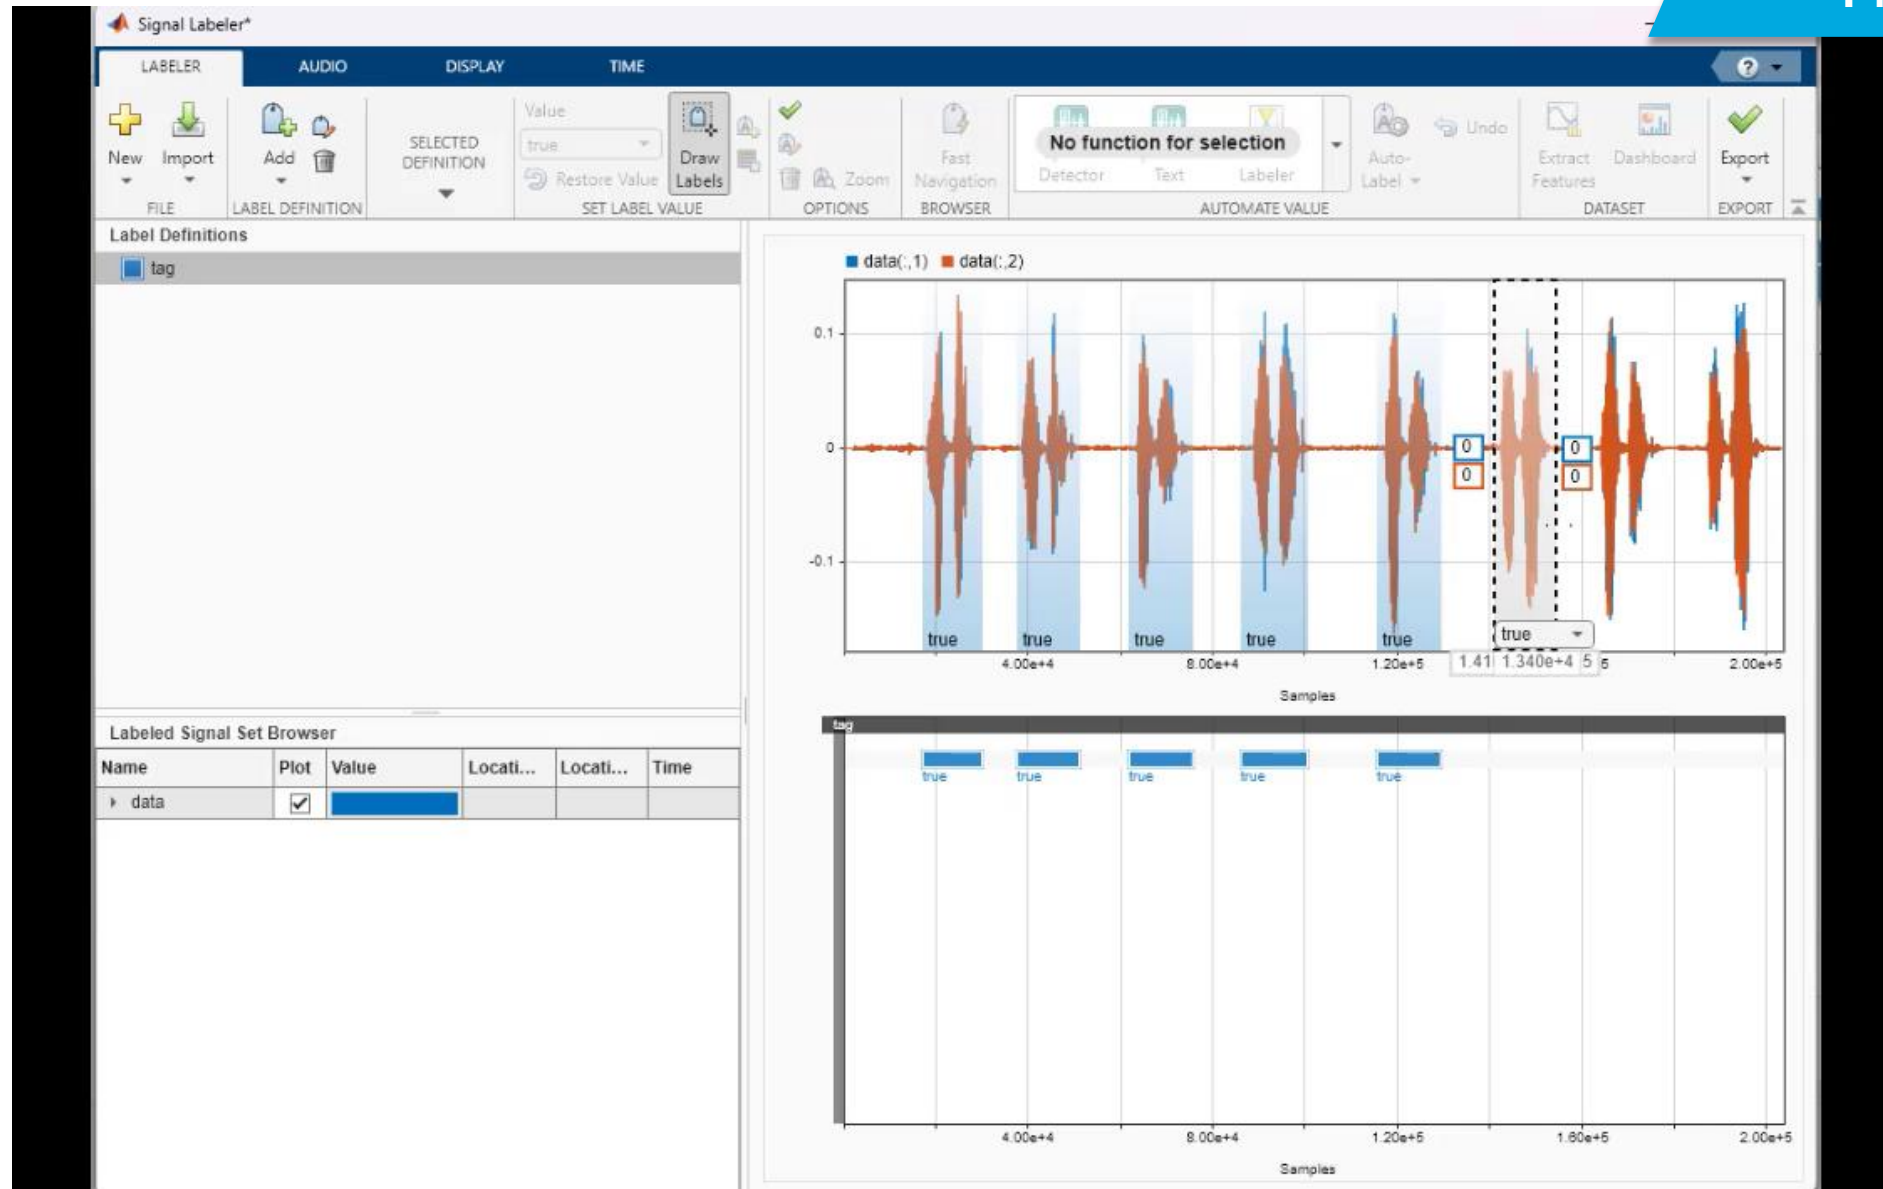 Signal Labeler*
LABELER AUDIO DISPLAY TIME
?
New Import
FILE
Add
LABEL DEFINITION
SELECTED
DEFINITION
Value
true
Restore Value
Draw
Labels
SET LABEL VALUE
Zoom
OPTIONS
Fast
Navigation
BROWSER
No function for selection
Detector Text Labeler
AUTOMATE VALUE
Auto-
Label
Undo
Extract
Features
Dashboard
DATASET
Export
EXPORT
Label Definitions
tag
Labeled Signal Set Browser
Name Plot Value Locati... Locati... Time
data
data(:,1) data(:,2)
0.1
0
-0.1
0 0
0 0
true true true true true true
4.00e+4 8.00e+4 1.20e+5 1.41 1.340e+4 5 2.00e+5
Samples
tag
true true true true true
4.00e+4 8.00e+4 1.20e+5 1.60e+5 2.00e+5
Samples